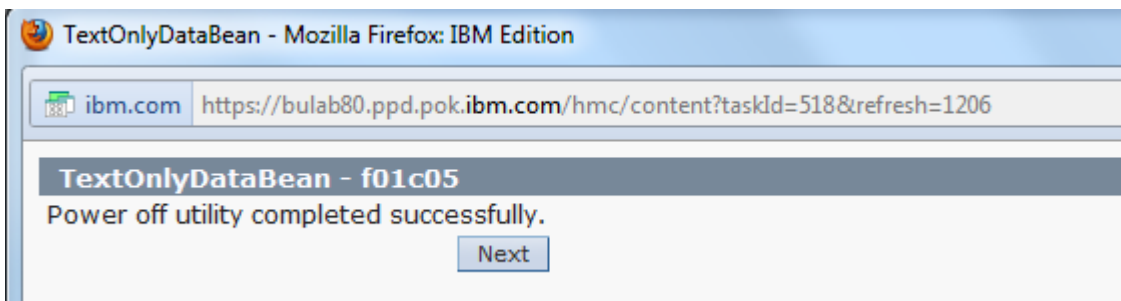 TextOnlyDataBean - Mozilla Firefox: IBM Edition
ibm.com https://bulab80.ppd.pok.ibm.com/hmc/content?taskId=518&refresh=1206
TextOnlyDataBean - f01c05
Power off utility completed successfully.
Next